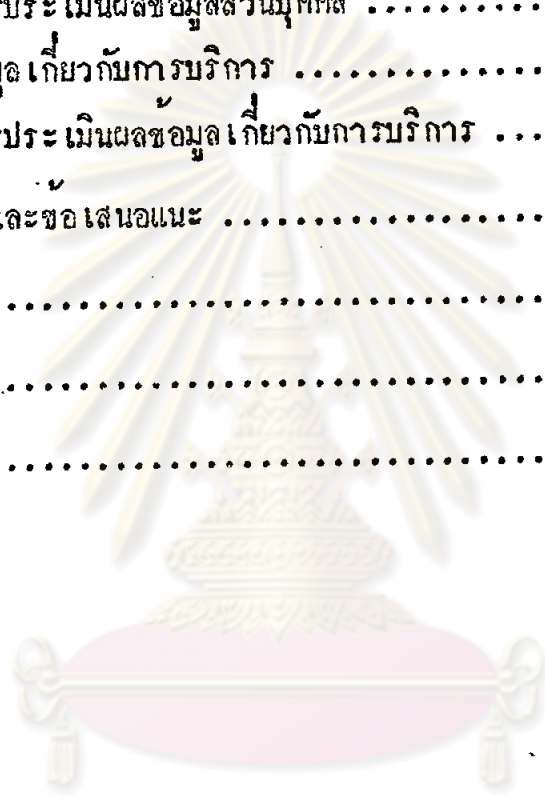 ประเมินผลข้อมูลส่วนบุคคล ..........
เกี่ยวกับการบริการ ..............
ประเมินผลข้อมูลเกี่ยวกับการบริการ ...
และข้อเสนอแนะ ..................
..............................
..............................
..............................